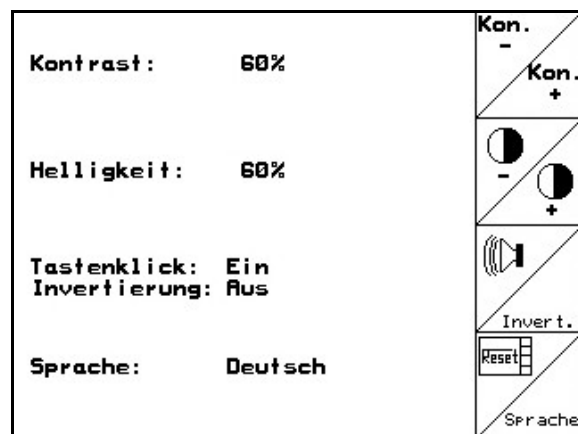 Kon.
-
Kontrast: 60%
Kon.
+
Helligkeit: 60%
-
+
Tastenklick: Ein
Invertierung: Aus
Invert.
Reset
Sprache: Deutsch
Sprache